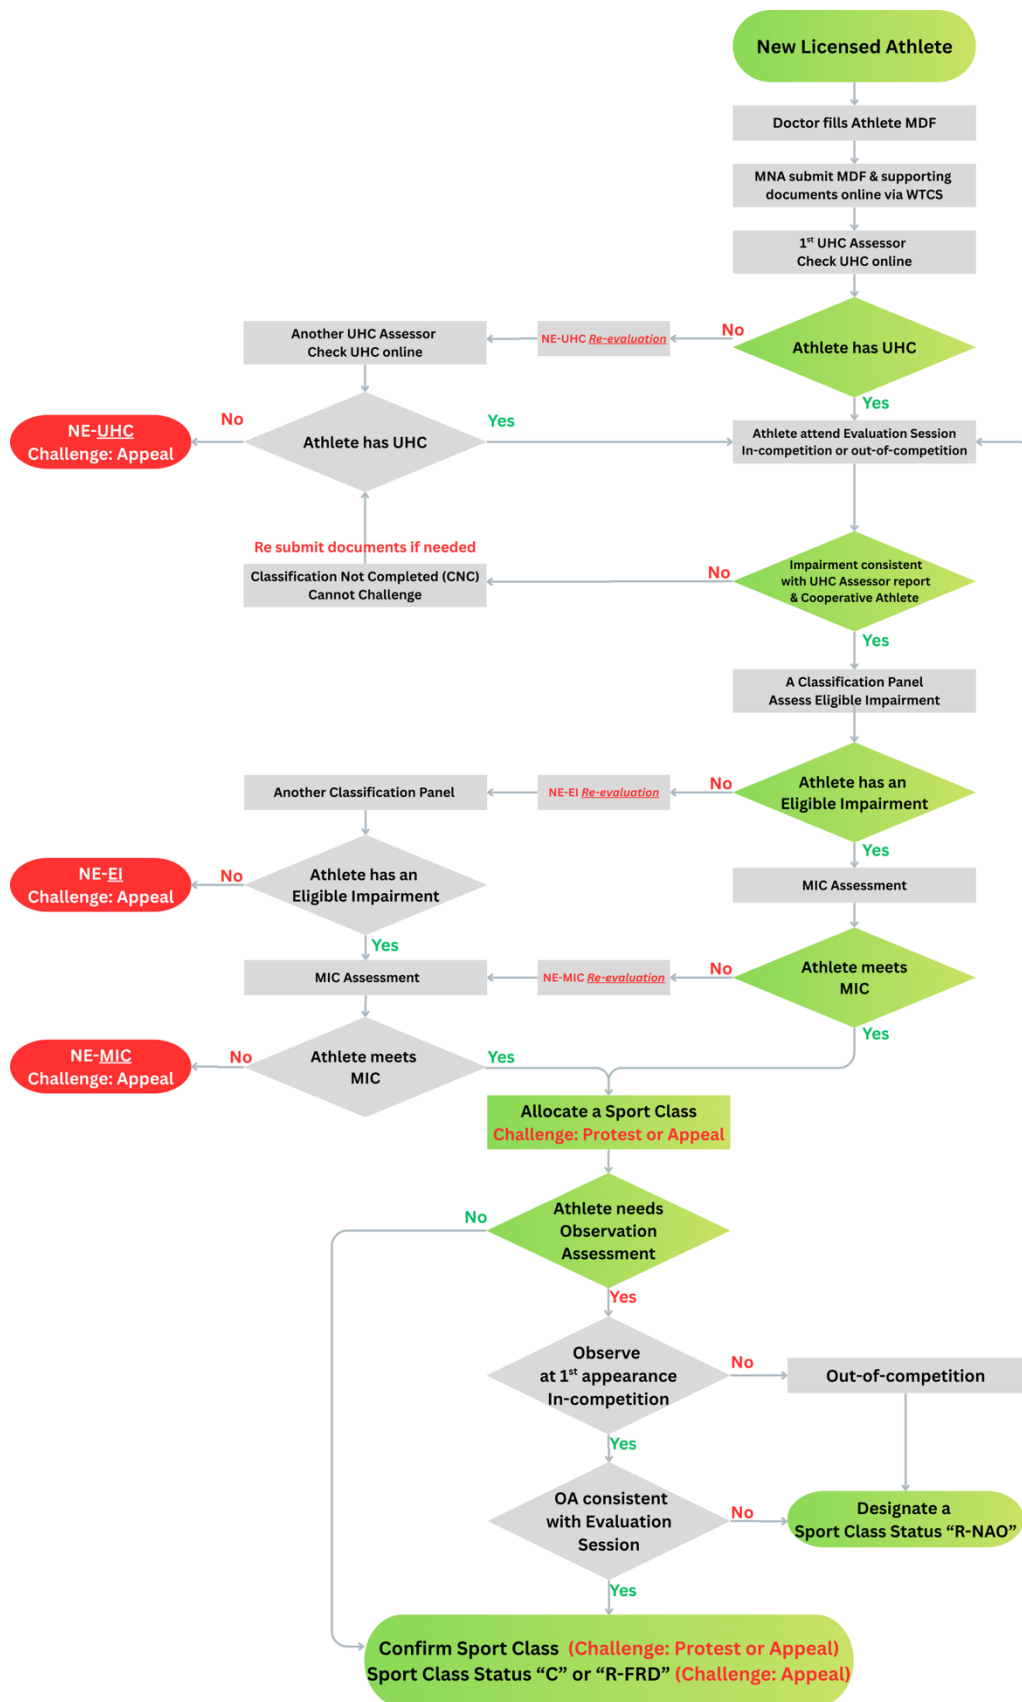 New Licensed Athlete
Doctor fills Athlete MDF
MNA submit MDF & supporting
documents online via WTCS
1st UHC Assessor
Check UHC online
Athlete has UHC
No
NE-UHC Re-evaluation
Another UHC Assessor
Check UHC online
Yes
Athlete has UHC
No
Yes
NE-UHC
Challenge: Appeal
Athlete attend Evaluation Session
In-competition or out-of-competition
Re submit documents if needed
Classification Not Completed (CNC)
Cannot Challenge
No
Impairment consistent
with UHC Assessor report
& Cooperative Athlete
Yes
A Classification Panel
Assess Eligible Impairment
Athlete has an
Eligible Impairment
No
NE-EI Re-evaluation
Another Classification Panel
Yes
Athlete has an
Eligible Impairment
No
NE-EI
Challenge: Appeal
Yes
MIC Assessment
MIC Assessment
NE-MIC Re-evaluation
No
Athlete meets
MIC
Yes
Athlete meets
MIC
No
Yes
NE-MIC
Challenge: Appeal
Allocate a Sport Class
Challenge: Protest or Appeal
Athlete needs
Observation
Assessment
No
Yes
Observe
at 1st appearance
In-competition
No
Out-of-competition
Yes
OA consistent
with Evaluation
Session
No
Designate a
Sport Class Status “R-NAO”
Yes
Confirm Sport Class (Challenge: Protest or Appeal)
Sport Class Status “C” or “R-FRD” (Challenge: Appeal)